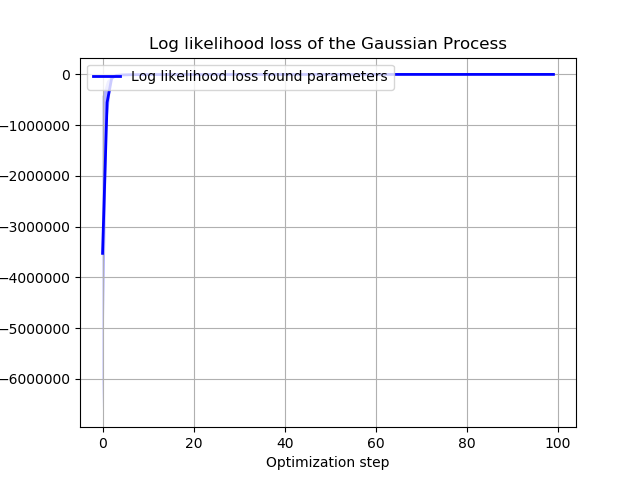 Log likelihood loss of the Gaussian Process
Log likelihood loss found parameters
0
−1000000
−2000000
−3000000
−4000000
−5000000
−6000000
0 20 40 60 80 100
Optimization step